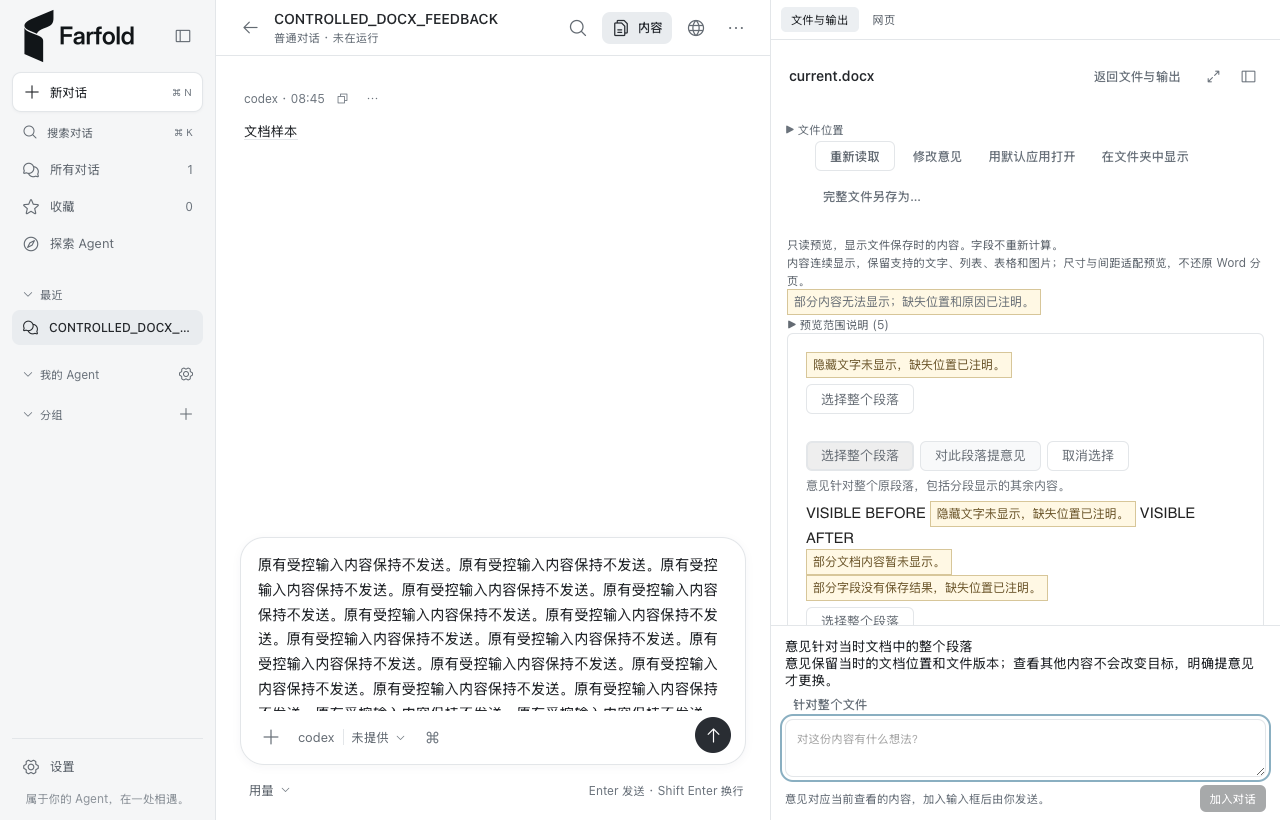 Farfold
新对话
⌘ N
搜索对话
⌘ K
所有对话
1
收藏
0
探索 Agent
最近
CONTROLLED_DOCX_...
我的 Agent
分组
设置
属于你的 Agent，在一处相遇。
CONTROLLED_DOCX_FEEDBACK
普通对话 · 未在运行
内容
codex · 08:45
文档样本
原有受控输入内容保持不发送。原有受控输入内容保持不发送。原有受控
输入内容保持不发送。原有受控输入内容保持不发送。原有受控输入内容
保持不发送。原有受控输入内容保持不发送。原有受控输入内容保持不发
送。原有受控输入内容保持不发送。原有受控输入内容保持不发送。原有
受控输入内容保持不发送。原有受控输入内容保持不发送。原有受控输入
内容保持不发送。原有受控输入内容保持不发送。原有受控输入内容保持
不发送。原有受控输入内容保持不发送。原有受控输入内容保持不发送。
codex
未提供
⌘
用量
Enter 发送 · Shift Enter 换行
文件与输出
网页
current.docx
返回文件与输出
文件位置
重新读取
修改意见
用默认应用打开
在文件夹中显示
完整文件另存为...
只读预览，显示文件保存时的内容。字段不重新计算。
内容连续显示，保留支持的文字、列表、表格和图片；尺寸与间距适配预览，不还原 Word 分
页。
部分内容无法显示；缺失位置和原因已注明。
预览范围说明 (5)
隐藏文字未显示，缺失位置已注明。
选择整个段落
选择整个段落
对此段落提意见
取消选择
意见针对整个原段落，包括分段显示的其余内容。
VISIBLE BEFORE 隐藏文字未显示，缺失位置已注明。 VISIBLE
AFTER
部分文档内容暂未显示。
部分字段没有保存结果，缺失位置已注明。
选择整个段落
意见针对当时文档中的整个段落
意见保留当时的文档位置和文件版本；查看其他内容不会改变目标，明确提意见
才更换。
针对整个文件
对这份内容有什么想法?
意见对应当前查看的内容，加入输入框后由你发送。
加入对话